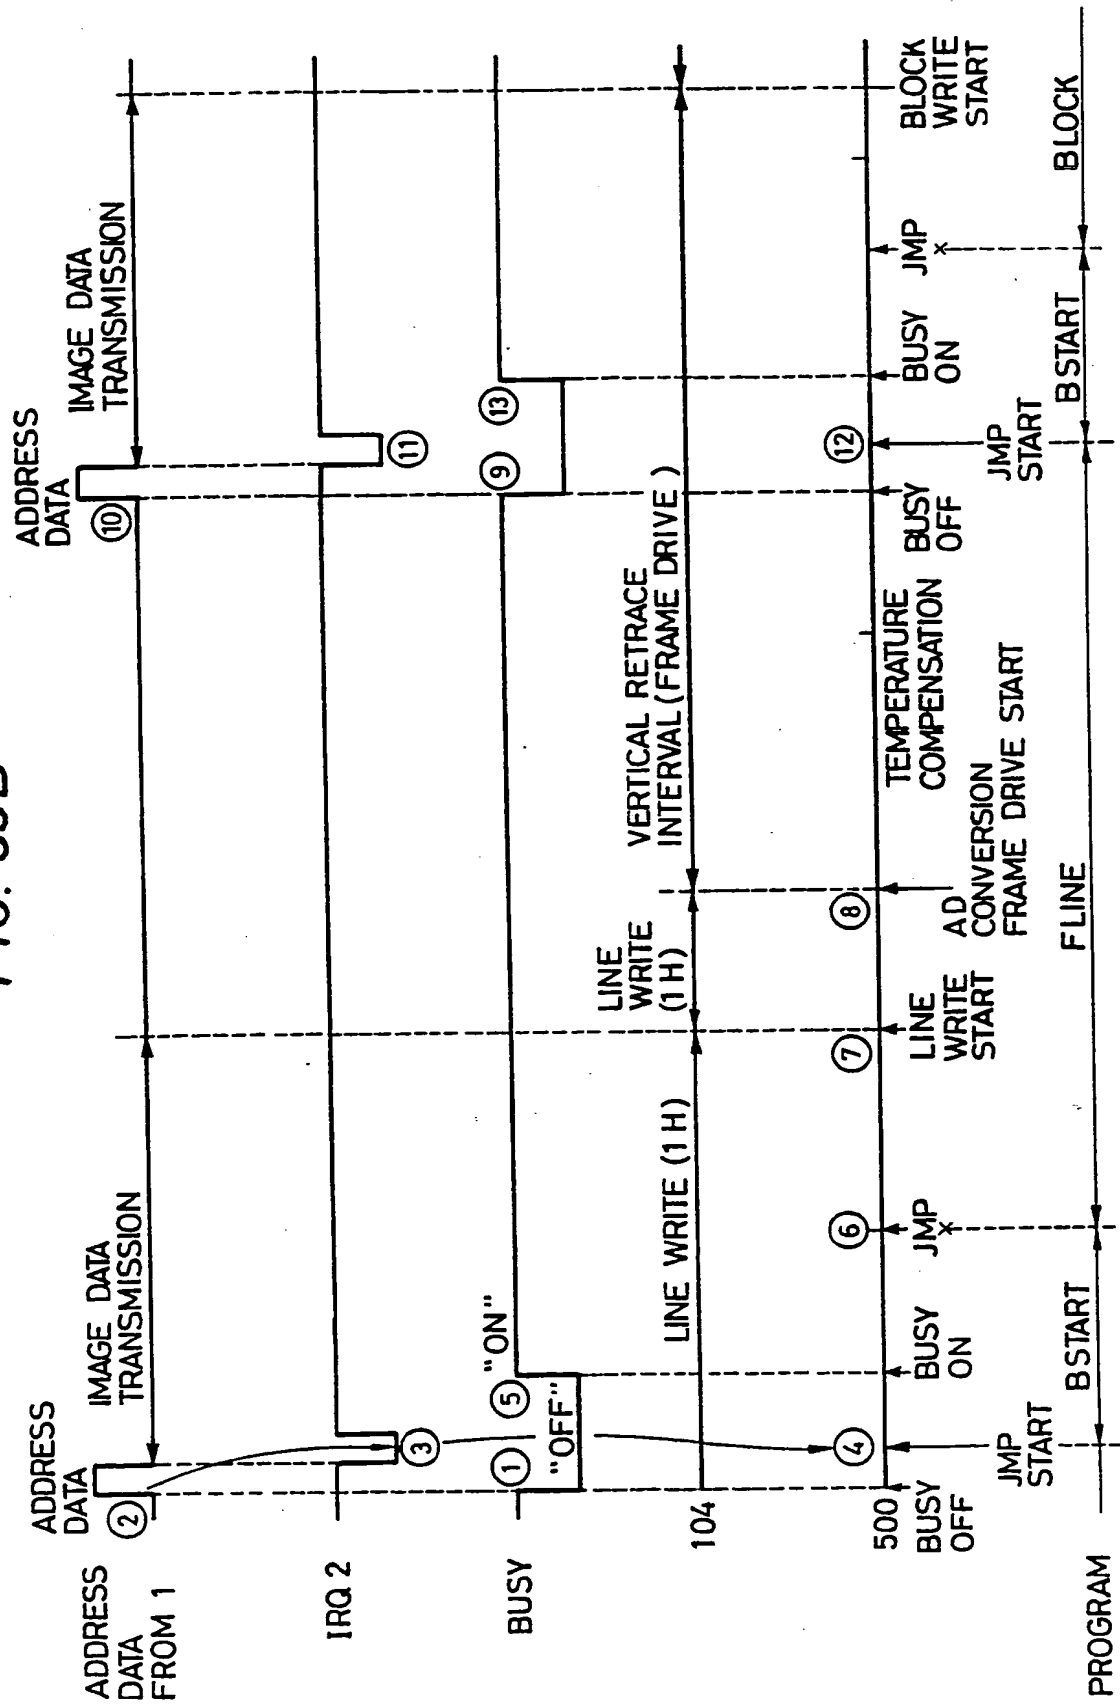 ADDRESS
DATA
ADDRESS
DATA
ADDRESS
DATA
FROM 1
②
IMAGE DATA
TRANSMISSION
⑩
IMAGE DATA
TRANSMISSION
IRQ 2
③
⑪
BUSY
①
⑤
"ON"
"OFF"
⑨
⑬
104
LINE WRITE (1H)
LINE
WRITE
(1H)
VERTICAL RETRACE
INTERVAL (FRAME DRIVE)
500
④
⑥
⑦
⑧
⑫
BUSY
OFF
JMP
START
BUSY
ON
JMP
×
LINE
WRITE
START
AD
CONVERSION
FRAME DRIVE START
TEMPERATURE
COMPENSATION
BUSY
OFF
JMP
START
BUSY
ON
JMP
×
BLOCK
WRITE
START
PROGRAM
BSTART
FLINE
BSTART
BLOCK